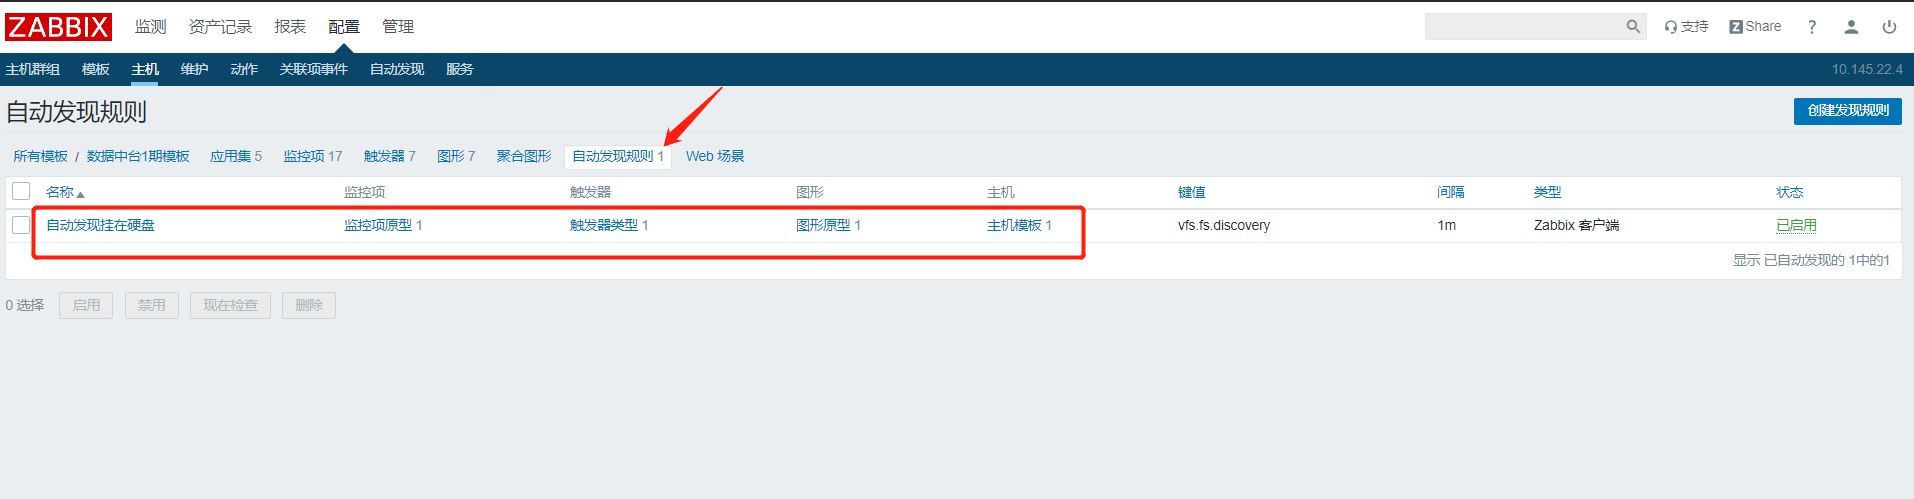 ZABBIX 监测 资产记录 报表 配置 管理 支持 Z Share ?
主机群组 模板 主机 维护 动作 关联项事件 自动发现 服务 10.145.22.4
自动发现规则 创建发现规则
所有模板 / 数据中台1期模板 应用集 5 监控项 17 触发器 7 图形 7 聚合图形 自动发现规则 1 Web 场景
名称 监控项 触发器 图形 主机 键值 间隔 类型 状态
自动发现挂在硬盘 监控项原型 1 触发器类型 1 图形原型 1 主机模板 1 vfs.fs.discovery 1m Zabbix 客户端 已启用
显示 已自动发现的 1中的1
0 选择 启用 禁用 现在检查 删除